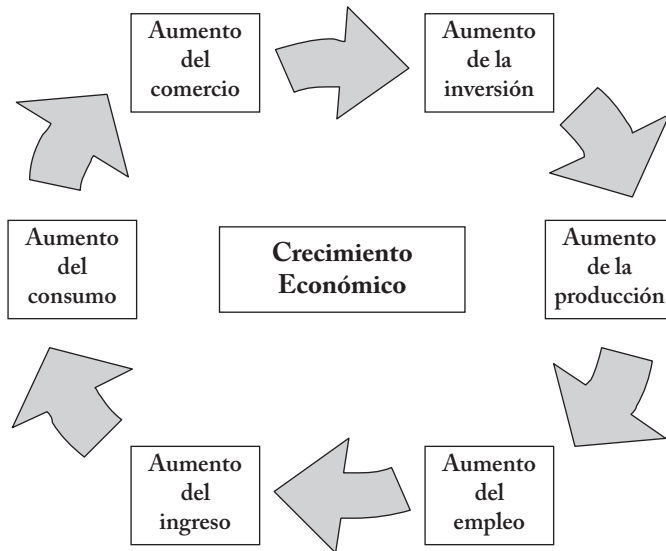 Aumento
del
comercio
Aumento
de la
inversión
Aumento
del
consumo
Crecimiento
Económico
Aumento
de la
producción
Aumento
del
ingreso
Aumento
del
empleo